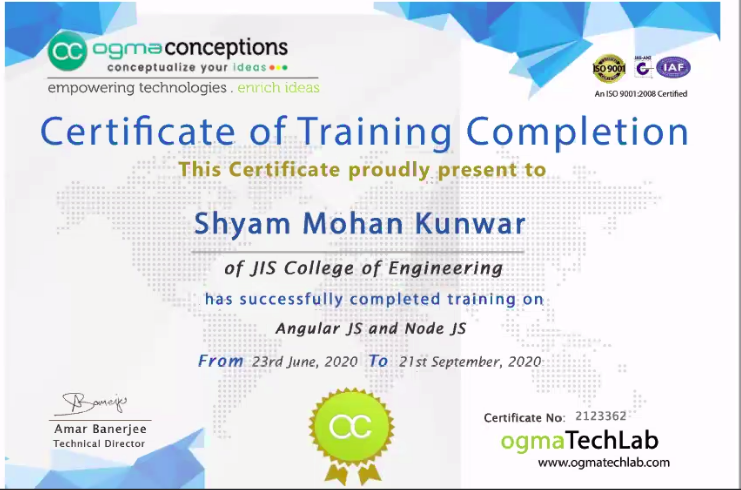 ogmaconceptions
conceptualize your ideas
empowering technologies . enrich ideas
ISO 9001
IAF
An ISO 9001:2008 Certified
Certificate of Training Completion
This Certificate proudly present to
Shyam Mohan Kunwar
of JIS College of Engineering
has successfully completed training on
Angular JS and Node JS
From 23rd June, 2020 To 21st September, 2020
Amar Banerjee
Technical Director
Certificate No: 2123362
ogmaTechLab
www.ogmatechlab.com